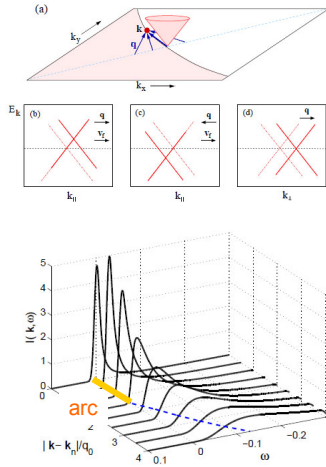 (a)
k_y
k
q
k_x
E_k
(b) q
v_f
(c) q
v_f
(d) q
k_||
k_||
k_⊥
I( k,ω)
5
4
3
2
1
0
0
arc
2
3
4
0.1
0
−0.1
−0.2
| k− k_n|/q_0
ω